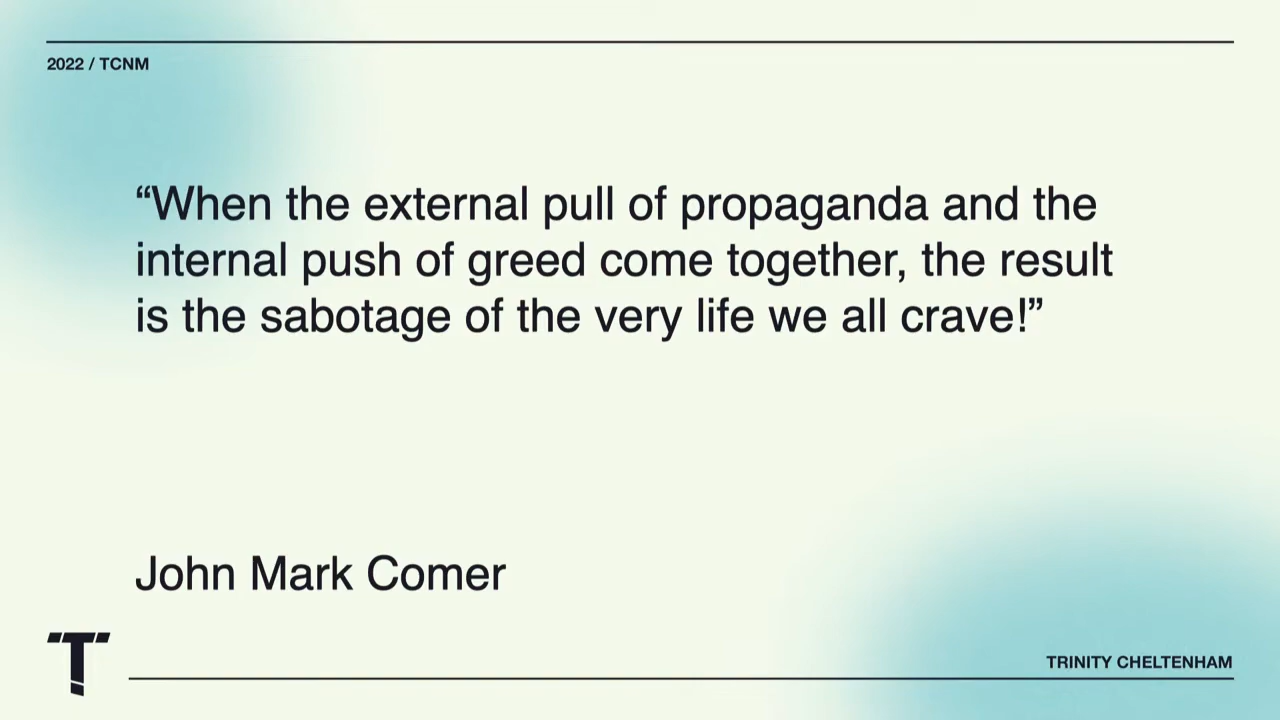 2022 / TCNM
“When the external pull of propaganda and the
internal push of greed come together, the result
is the sabotage of the very life we all crave!”
John Mark Comer
T
TRINITY CHELTENHAM